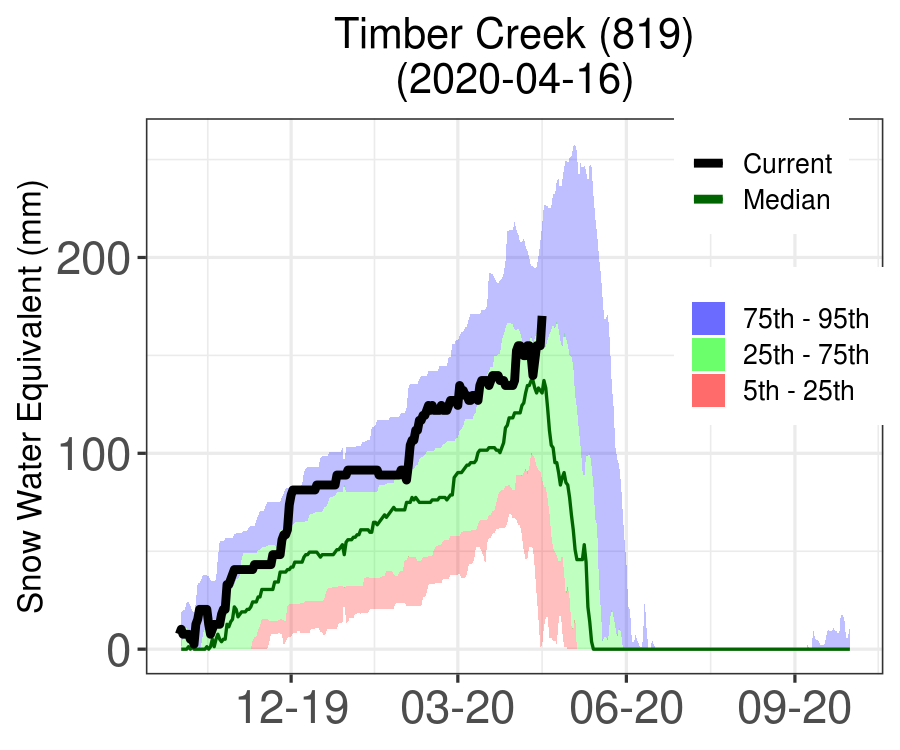 Timber Creek (819)
(2020-04-16)
Snow Water Equivalent (mm)
200
100
0
12-19
03-20
06-20
09-20
Current
Median
75th - 95th
25th - 75th
5th - 25th